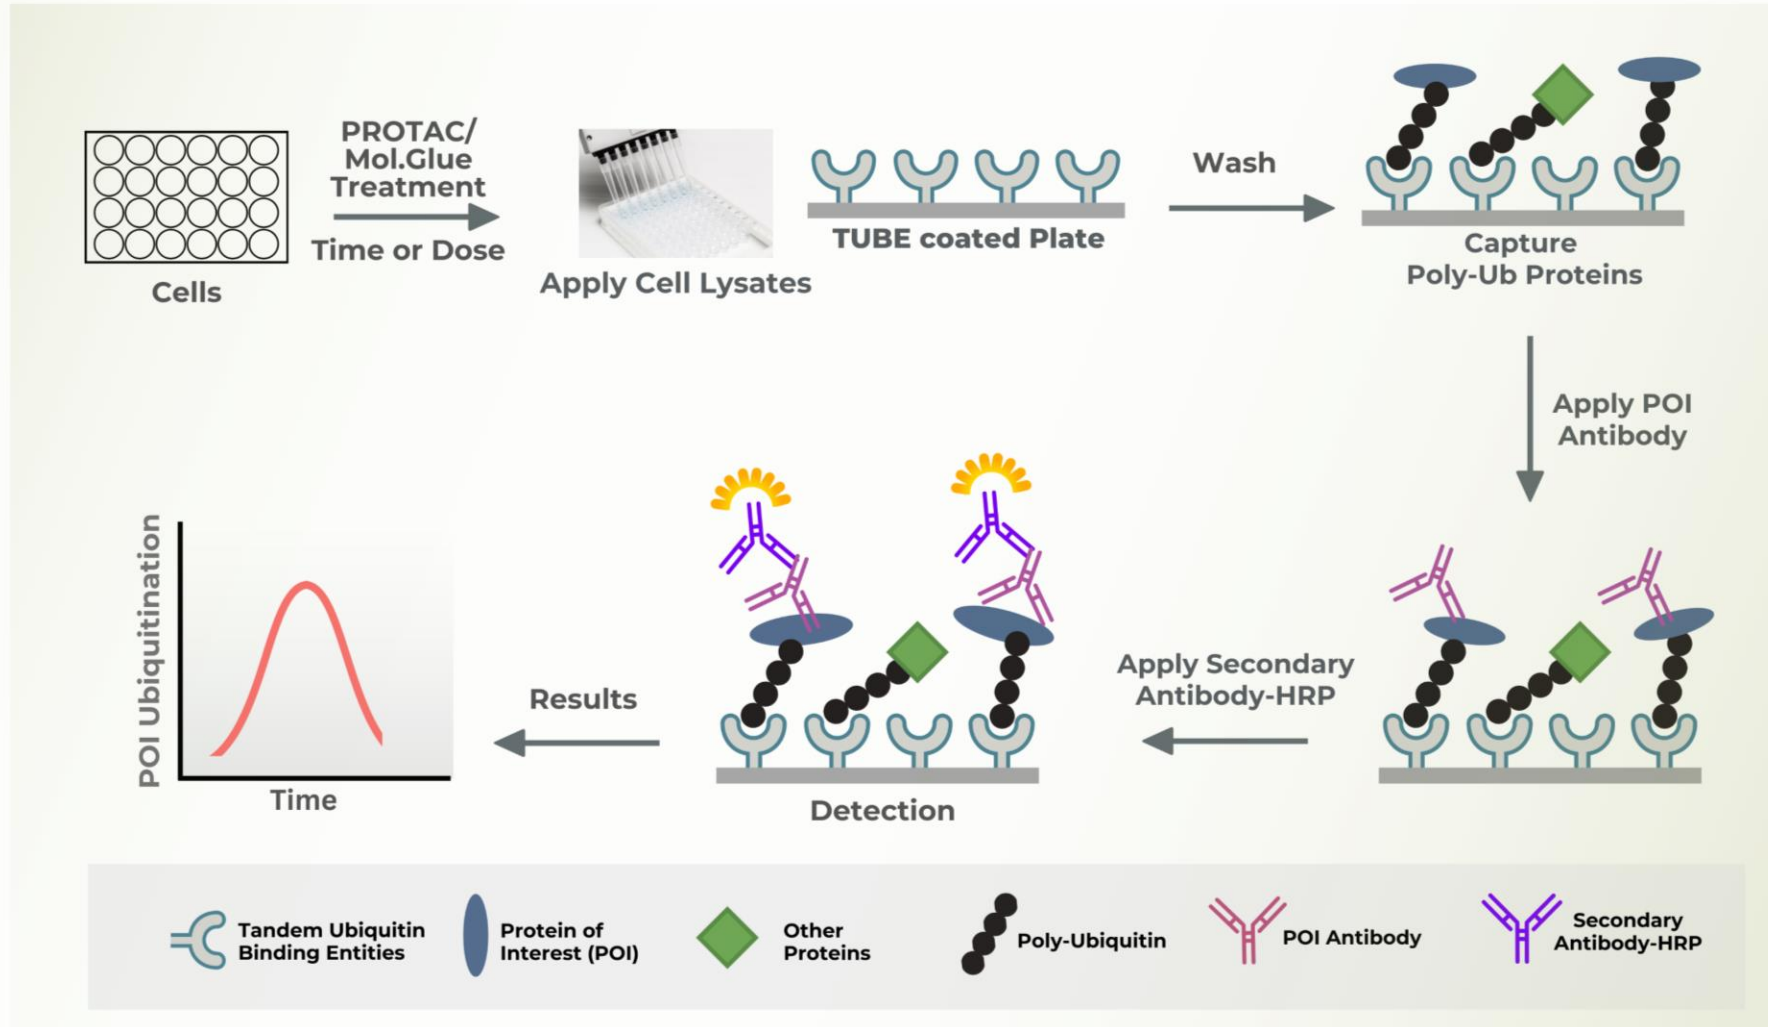 PROTAC/
Mol.Glue
Treatment
Time or Dose
Cells
Apply Cell Lysates
TUBE coated Plate
Wash
Capture
Poly-Ub Proteins
Apply POI
Antibody
Apply Secondary
Antibody-HRP
Detection
Results
POI Ubiquitination
Time
Tandem Ubiquitin
Binding Entities
Protein of
Interest (POI)
Other
Proteins
Poly-Ubiquitin
POI Antibody
Secondary
Antibody-HRP